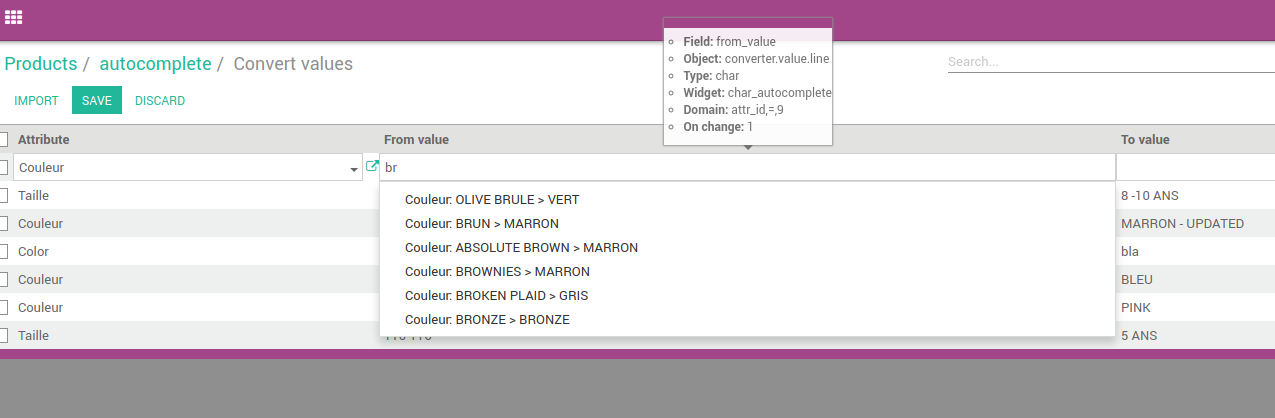 Field: from_value
Object: converter.value.line
Type: char
Widget: char_autocomplete
Domain: attr_id,=,9
On change: 1
Products / autocomplete / Convert values
Search...
IMPORT SAVE DISCARD
Attribute From value To value
Couleur br
Couleur: OLIVE BRULE > VERT
Couleur: BRUN > MARRON
Couleur: ABSOLUTE BROWN > MARRON
Couleur: BROWNIES > MARRON
Couleur: BROKEN PLAID > GRIS
Couleur: BRONZE > BRONZE
Taille 8 -10 ANS
Couleur MARRON - UPDATED
Color bla
Couleur BLEU
Couleur PINK
Taille 5 ANS